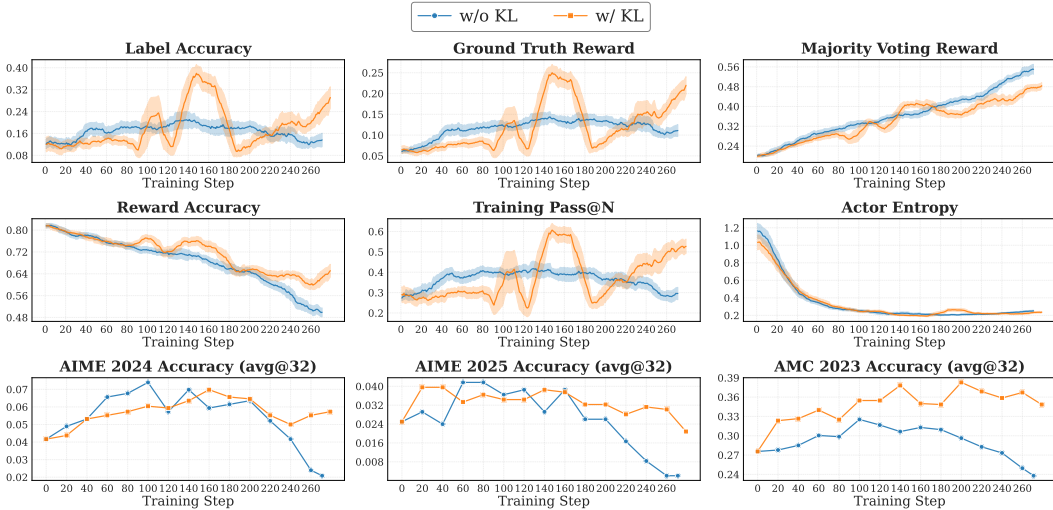 w/o KL w/ KL
Label Accuracy
0.40
0.32
0.24
0.16
0.08
0 20 40 60 80 100 120 140 160 180 200 220 240 260
Training Step
Ground Truth Reward
0.25
0.20
0.15
0.10
0.05
0 20 40 60 80 100 120 140 160 180 200 220 240 260
Training Step
Majority Voting Reward
0.56
0.48
0.40
0.32
0.24
0 20 40 60 80 100 120 140 160 180 200 220 240 260
Training Step
Reward Accuracy
0.80
0.72
0.64
0.56
0.48
0 20 40 60 80 100 120 140 160 180 200 220 240 260
Training Step
Training Pass@N
0.6
0.5
0.4
0.3
0.2
0 20 40 60 80 100 120 140 160 180 200 220 240 260
Training Step
Actor Entropy
1.2
1.0
0.8
0.6
0.4
0.2
0 20 40 60 80 100 120 140 160 180 200 220 240 260
Training Step
AIME 2024 Accuracy (avg@32)
0.07
0.06
0.05
0.04
0.03
0.02
0 20 40 60 80 100 120 140 160 180 200 220 240 260
Training Step
AIME 2025 Accuracy (avg@32)
0.040
0.032
0.024
0.016
0.008
0 20 40 60 80 100 120 140 160 180 200 220 240 260
Training Step
AMC 2023 Accuracy (avg@32)
0.39
0.36
0.33
0.30
0.27
0.24
0 20 40 60 80 100 120 140 160 180 200 220 240 260
Training Step